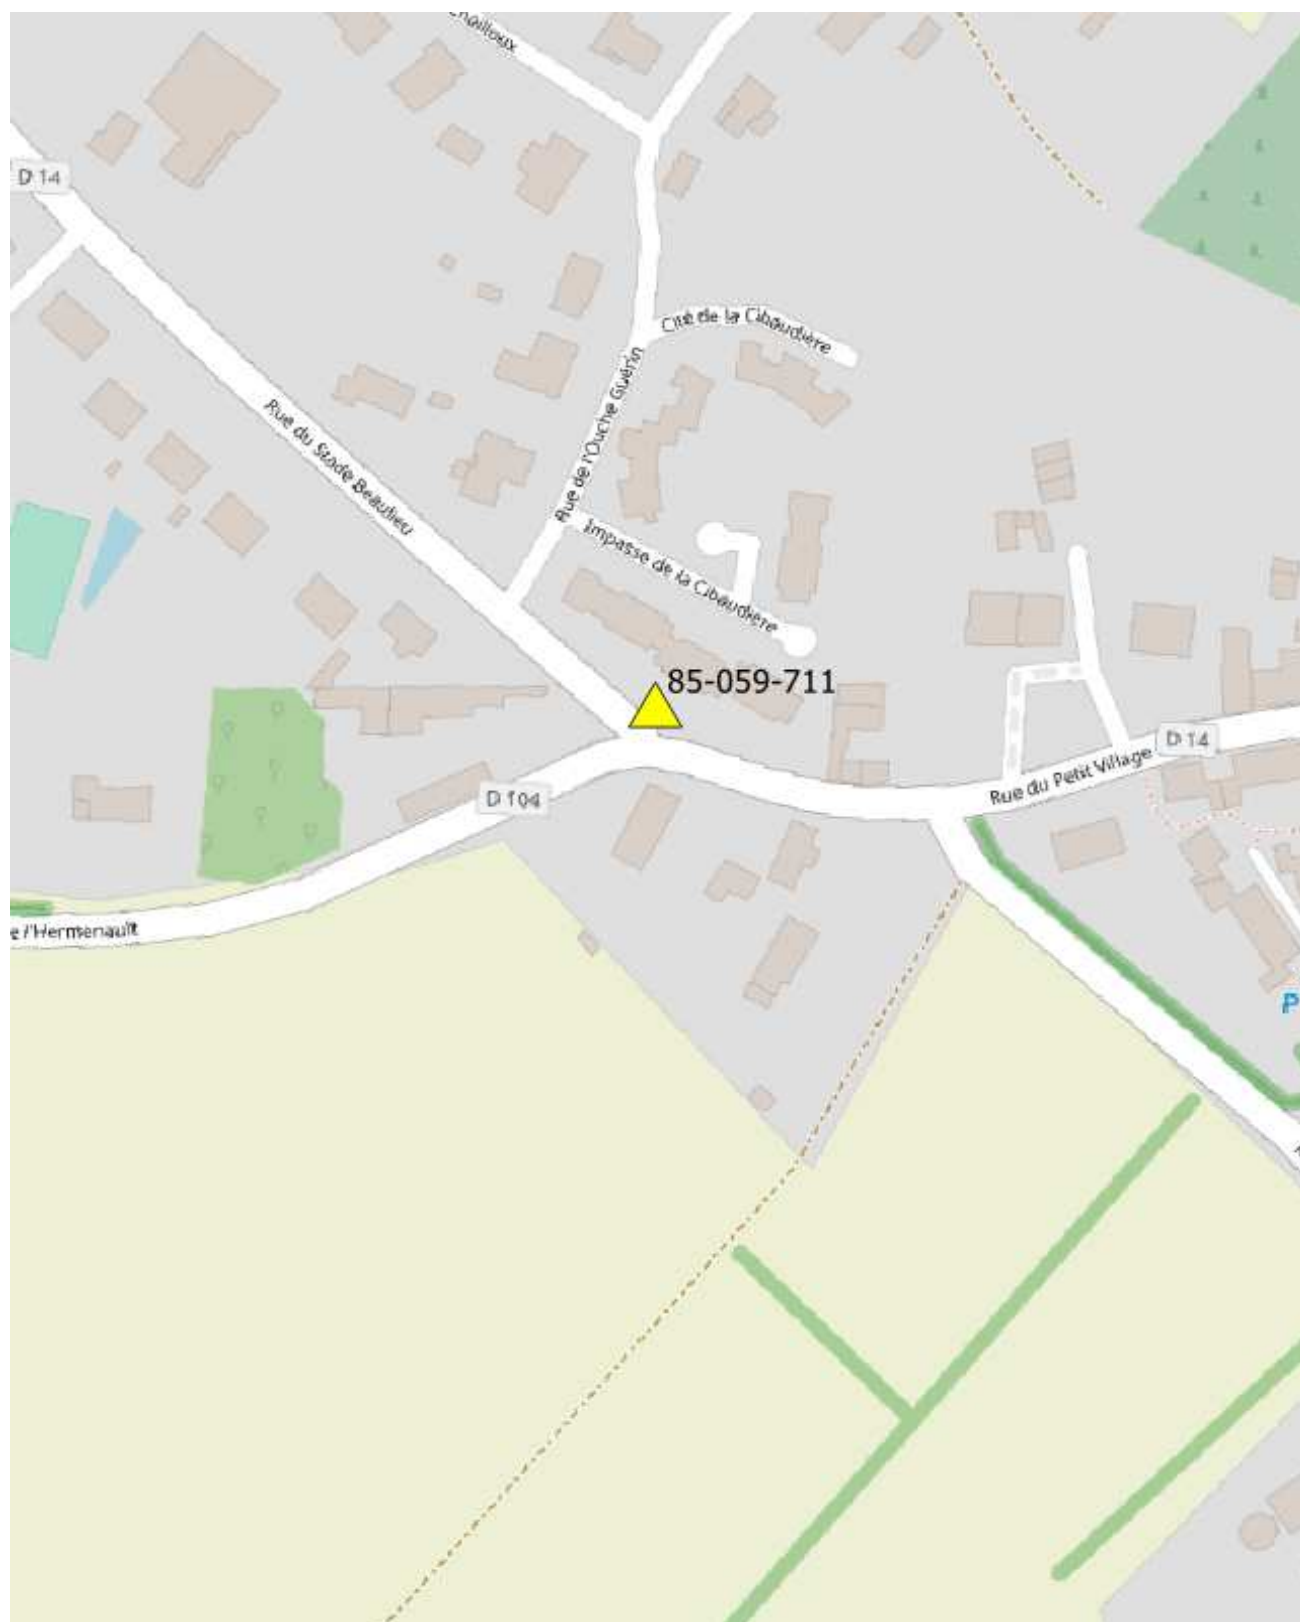 D 14
Cité de la Cibaudière
Rue de l'Ouche Guérin
Rue du Stade Beaulieu
Impasse de la Cibaudière
85-059-711
D 14
Rue du Petit Village
D 104
l'Hermenault
P